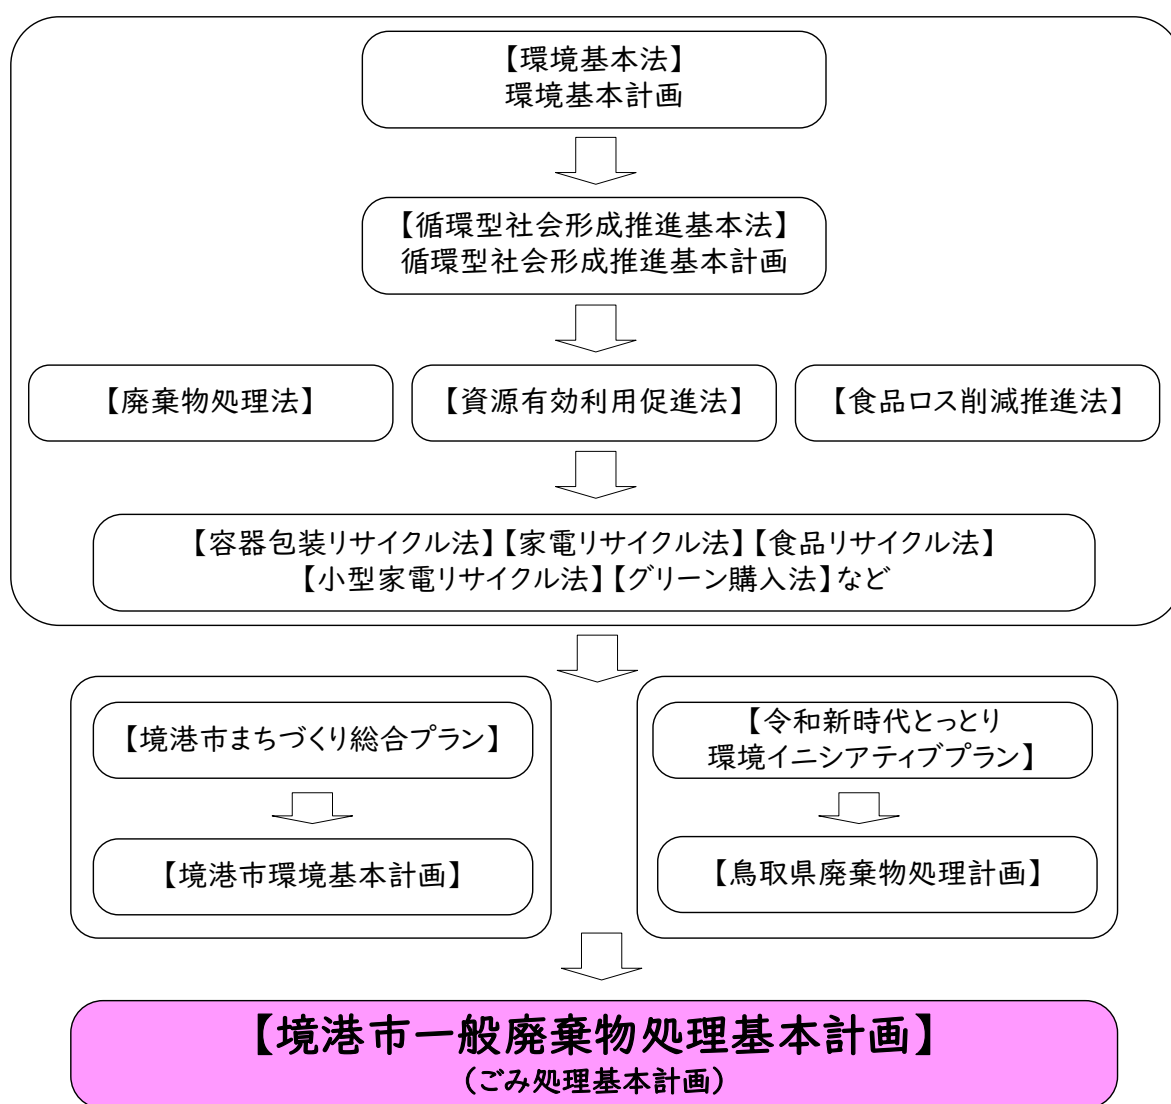 【環境基本法】
環境基本計画
【循環型社会形成推進基本法】
循環型社会形成推進基本計画
【廃棄物処理法】
【資源有効利用促進法】
【食品ロス削減推進法】
【容器包装リサイクル法】【家電リサイクル法】【食品リサイクル法】
【小型家電リサイクル法】【グリーン購入法】など
【境港市まちづくり総合プラン】
【境港市環境基本計画】
【令和新時代とっとり
環境イニシアティブプラン】
【鳥取県廃棄物処理計画】
【境港市一般廃棄物処理基本計画】
(ごみ処理基本計画)